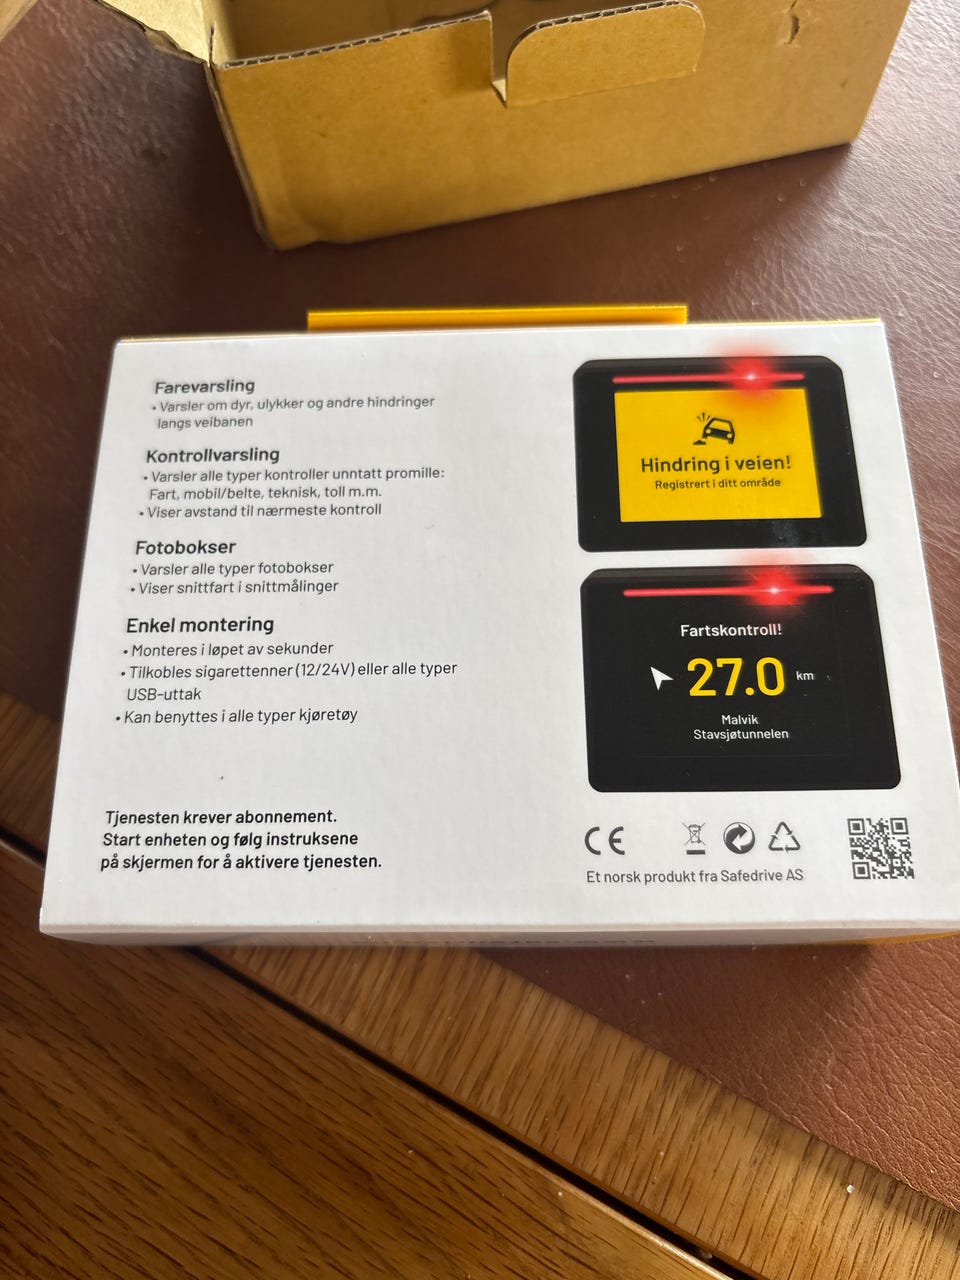 Farevarsling
• Varsler om dyr, ulykker og andre hindringer
langs veibanen
Kontrollvarsling
• Varsler alle typer kontroller unntatt promille:
Fart, mobil/belte, teknisk, toll m.m.
• Viser avstand til nærmeste kontroll
Fotobokser
• Varsler alle typer fotobokser
• Viser snittfart i snittmålinger
Enkel montering
• Monteres i løpet av sekunder
• Tilkobles sigarettenner (12/24V) eller alle typer
USB-uttak
• Kan benyttes i alle typer kjøretøy
Tjenesten krever abonnement.
Start enheten og følg instruksene
på skjermen for å aktivere tjenesten.
Hindring i veien!
Registrert i ditt område
Fartskontroll!
27.0 km
Malvik
Stavsjøtunnelen
CE
Et norsk produkt fra Safedrive AS